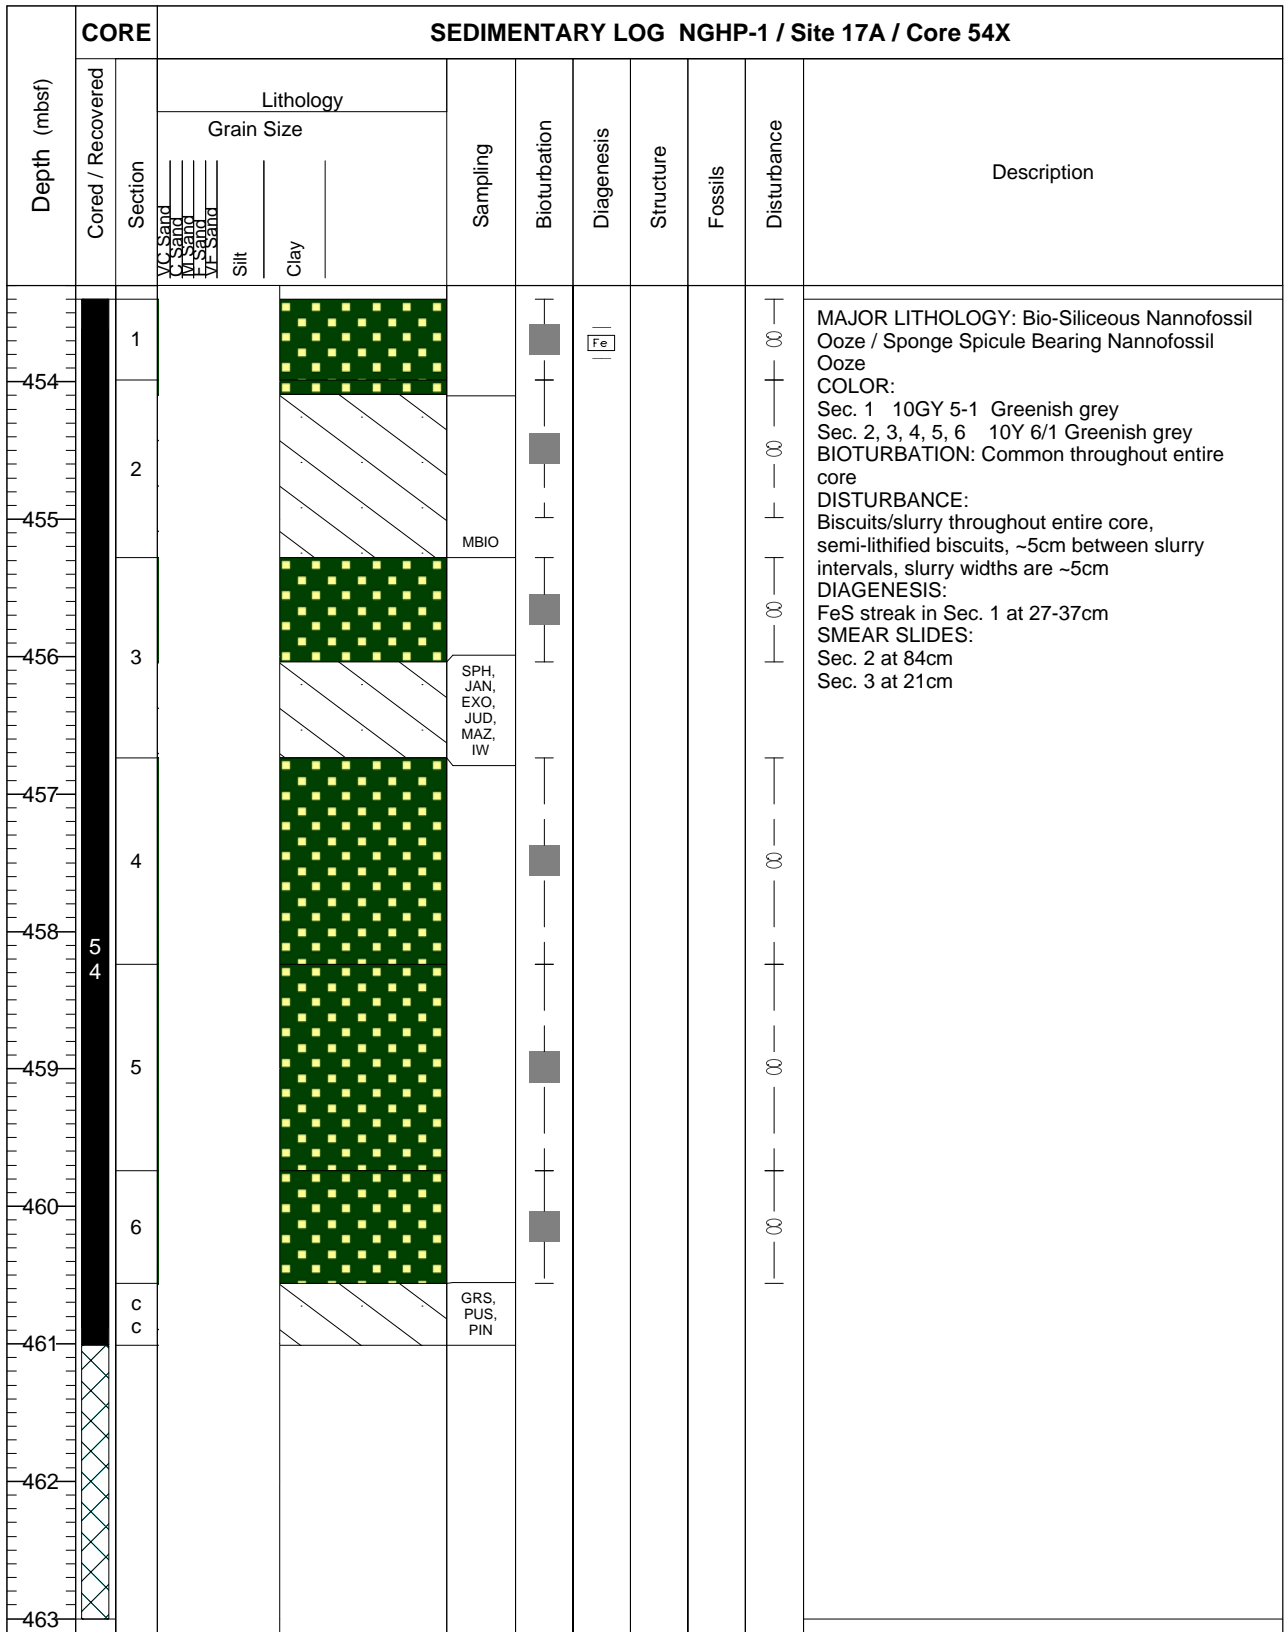 CORE
SEDIMENTARY LOG NGHP-1 / Site 17A / Core 54X
Depth (mbsf)
Cored / Recovered
Section
Lithology
Grain Size
VC Sand
C Sand
M Sand
F Sand
VF Sand
Silt
Clay
Sampling
Bioturbation
Diagenesis
Structure
Fossils
Disturbance
Description
1
Fe
454
2
455
MBIO
3
456
SPH,
JAN,
EXO,
JUD,
MAZ,
IW
457
4
458
5
4
459
5
460
6
c
c
GRS,
PUS,
PIN
461
462
463
MAJOR LITHOLOGY: Bio-Siliceous Nannofossil
Ooze / Sponge Spicule Bearing Nannofossil
Ooze
COLOR:
Sec. 1 10GY 5-1 Greenish grey
Sec. 2, 3, 4, 5, 6 10Y 6/1 Greenish grey
BIOTURBATION: Common throughout entire
core
DISTURBANCE:
Biscuits/slurry throughout entire core,
semi-lithified biscuits, ~5cm between slurry
intervals, slurry widths are ~5cm
DIAGENESIS:
FeS streak in Sec. 1 at 27-37cm
SMEAR SLIDES:
Sec. 2 at 84cm
Sec. 3 at 21cm